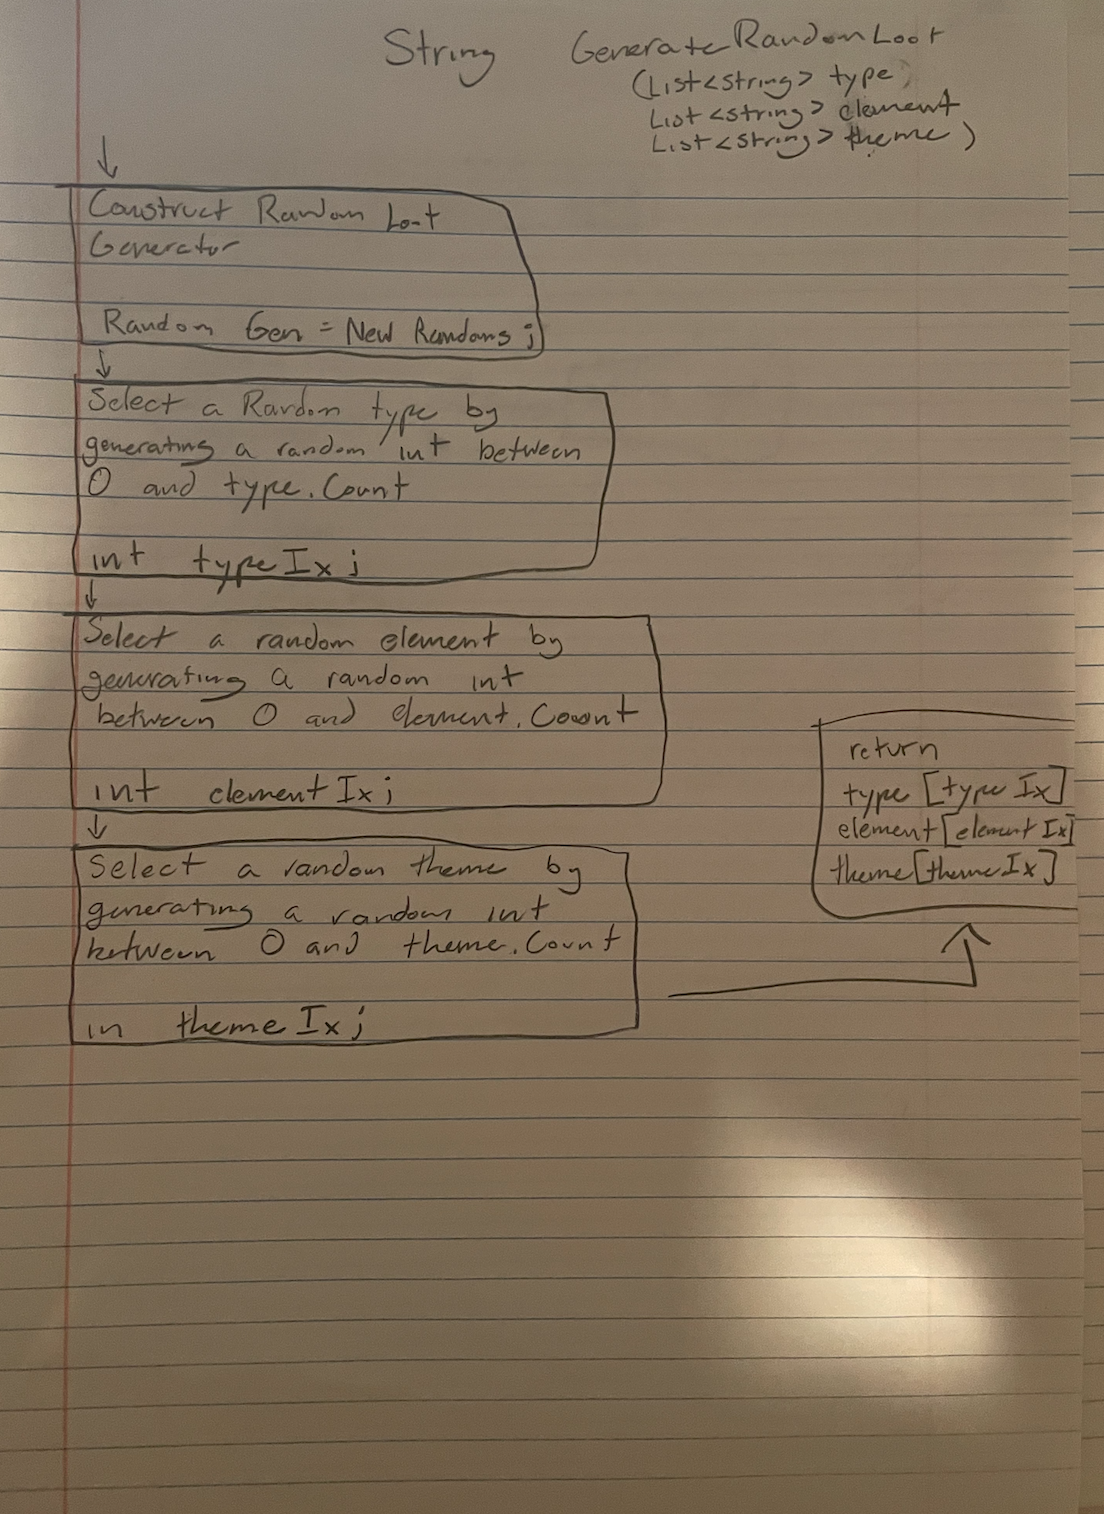 String GenerateRandomLoot
(List<string> type
List<string> element
List<string> theme)
Construct Random Loot
Generator
Random Gen = New Randoms;
Select a Random type by
generating a random int between
0 and type.Count
int typeIx;
Select a random element by
generating a random int
between 0 and element.Count
int elementIx;
Select a random theme by
generating a random int
between 0 and theme.Count
in themeIx;
return
type [typeIx]
element[elementIx]
theme[themeIx]